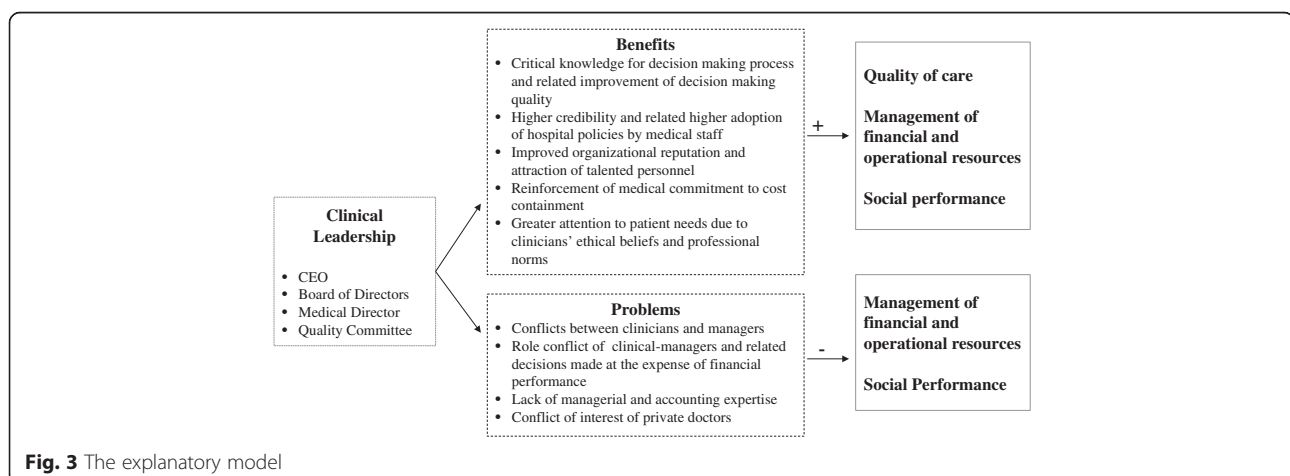 Clinical
Leadership
• CEO
• Board of Directors
• Medical Director
• Quality Committee
Benefits
• Critical knowledge for decision making process
and related improvement of decision making
quality
• Higher credibility and related higher adoption
of hospital policies by medical staff
• Improved organizational reputation and
attraction of talented personnel
• Reinforcement of medical commitment to cost
containment
• Greater attention to patient needs due to
clinicians' ethical beliefs and professional
norms
+
Quality of care
Management of
financial and
operational resources
Social performance
Problems
• Conflicts between clinicians and managers
• Role conflict of clinical-managers and related
decisions made at the expense of financial
performance
• Lack of managerial and accounting expertise
• Conflict of interest of private doctors
-
Management of
financial and
operational resources
Social Performance
Fig. 3 The explanatory model